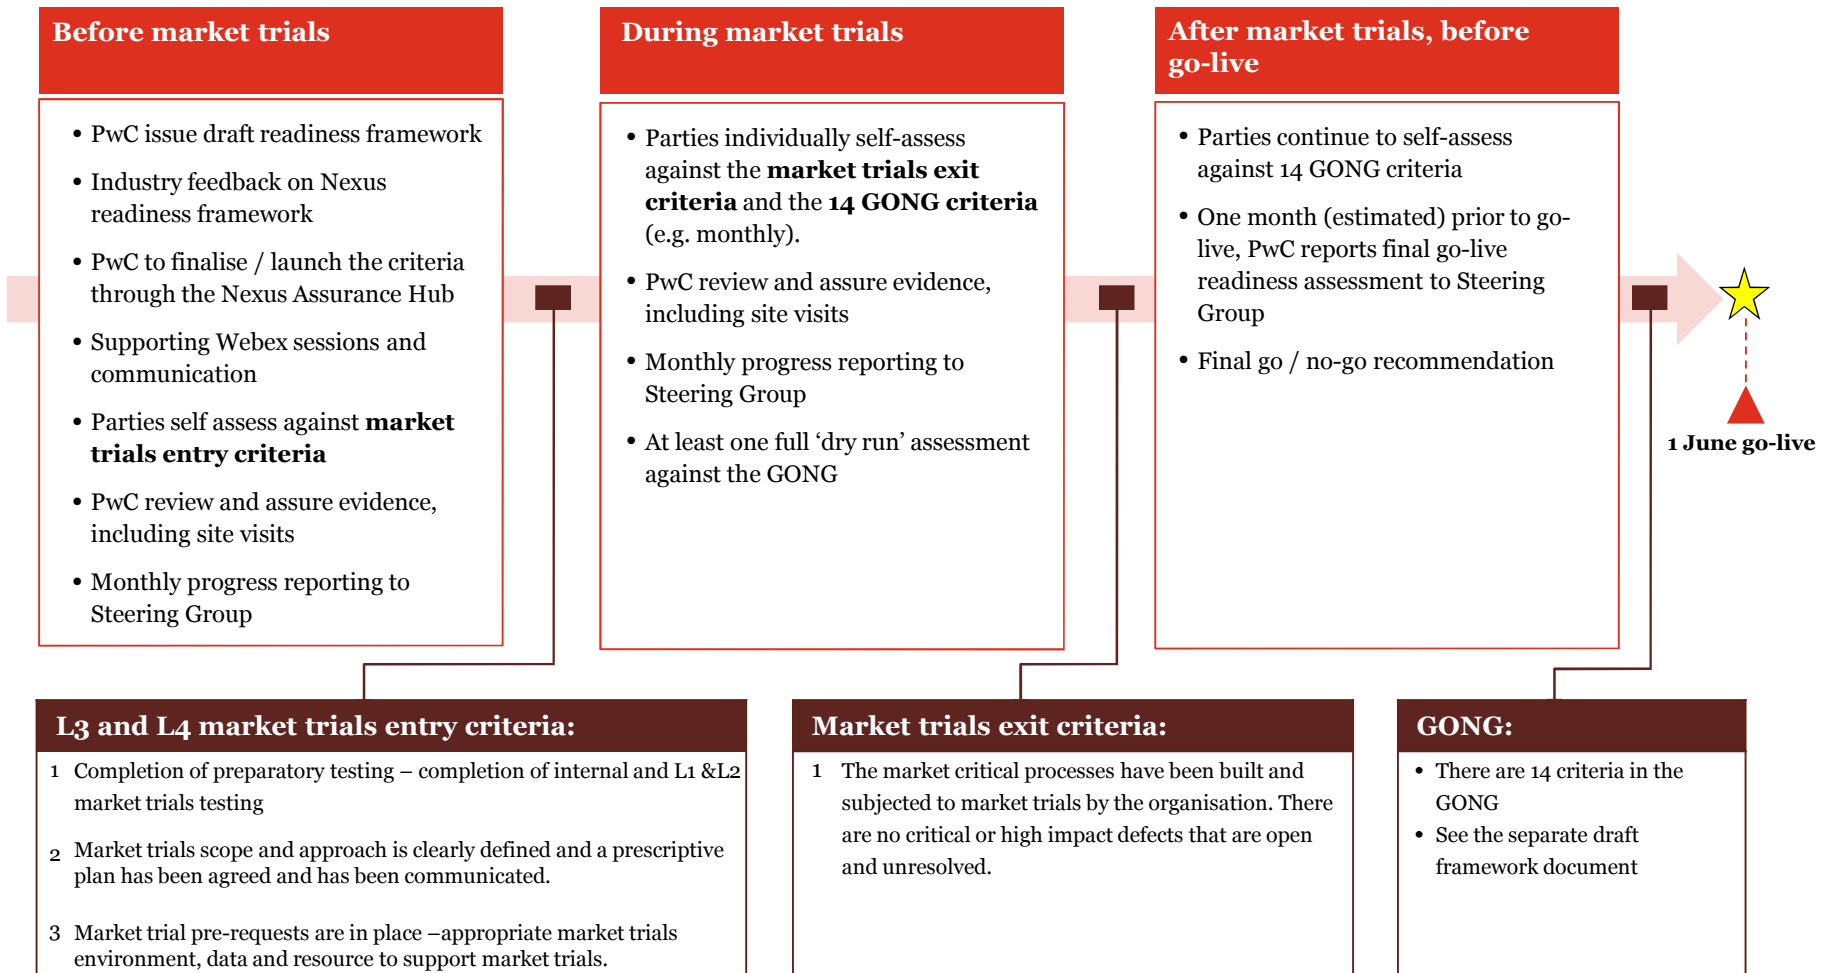 Before market trials
• PwC issue draft readiness framework
• Industry feedback on Nexus
readiness framework
• PwC to finalise / launch the criteria
through the Nexus Assurance Hub
• Supporting Webex sessions and
communication
• Parties self assess against market
trials entry criteria
• PwC review and assure evidence,
including site visits
• Monthly progress reporting to
Steering Group
During market trials
• Parties individually self-assess
against the market trials exit
criteria and the 14 GONG criteria
(e.g. monthly).
• PwC review and assure evidence,
including site visits
• Monthly progress reporting to
Steering Group
• At least one full ‘dry run’ assessment
against the GONG
After market trials, before
go-live
• Parties continue to self-assess
against 14 GONG criteria
• One month (estimated) prior to go-
live, PwC reports final go-live
readiness assessment to Steering
Group
• Final go / no-go recommendation
1 June go-live
L3 and L4 market trials entry criteria:
1 Completion of preparatory testing – completion of internal and L1 &L2
market trials testing
2 Market trials scope and approach is clearly defined and a prescriptive
plan has been agreed and has been communicated.
3 Market trial pre-requests are in place –appropriate market trials
environment, data and resource to support market trials.
Market trials exit criteria:
1 The market critical processes have been built and
subjected to market trials by the organisation. There
are no critical or high impact defects that are open
and unresolved.
GONG:
• There are 14 criteria in the
GONG
• See the separate draft
framework document